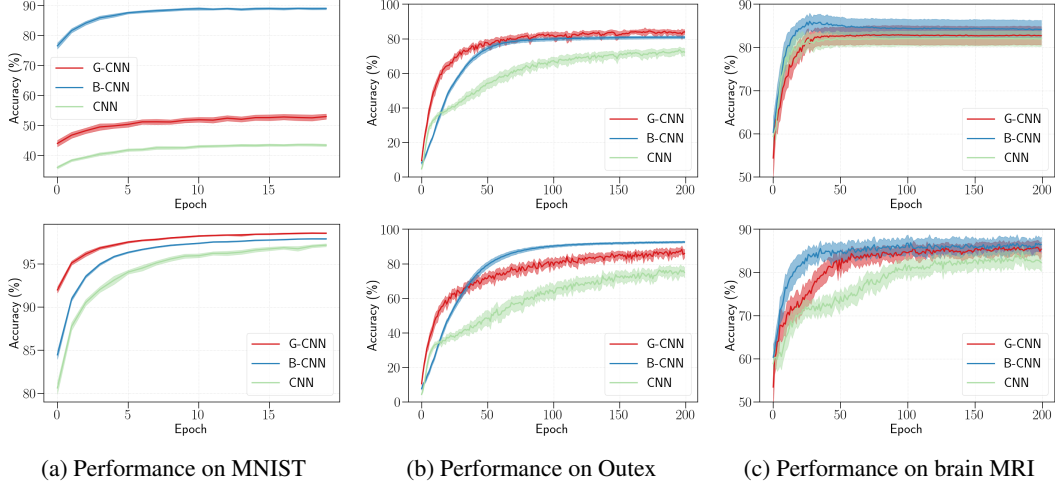 90
80
70
60
50
40
Accuracy (%)
G-CNN
B-CNN
CNN
0
5
10
15
Epoch
100
80
60
40
20
0
Accuracy (%)
G-CNN
B-CNN
CNN
0
50
100
150
200
Epoch
90
80
70
60
50
Accuracy (%)
G-CNN
B-CNN
CNN
0
50
100
150
200
Epoch
95
90
85
80
Accuracy (%)
G-CNN
B-CNN
CNN
0
5
10
15
Epoch
100
80
60
40
20
0
Accuracy (%)
G-CNN
B-CNN
CNN
0
50
100
150
200
Epoch
90
80
70
60
50
Accuracy (%)
G-CNN
B-CNN
CNN
0
50
100
150
200
Epoch
(a) Performance on MNIST
(b) Performance on Outex
(c) Performance on brain MRI